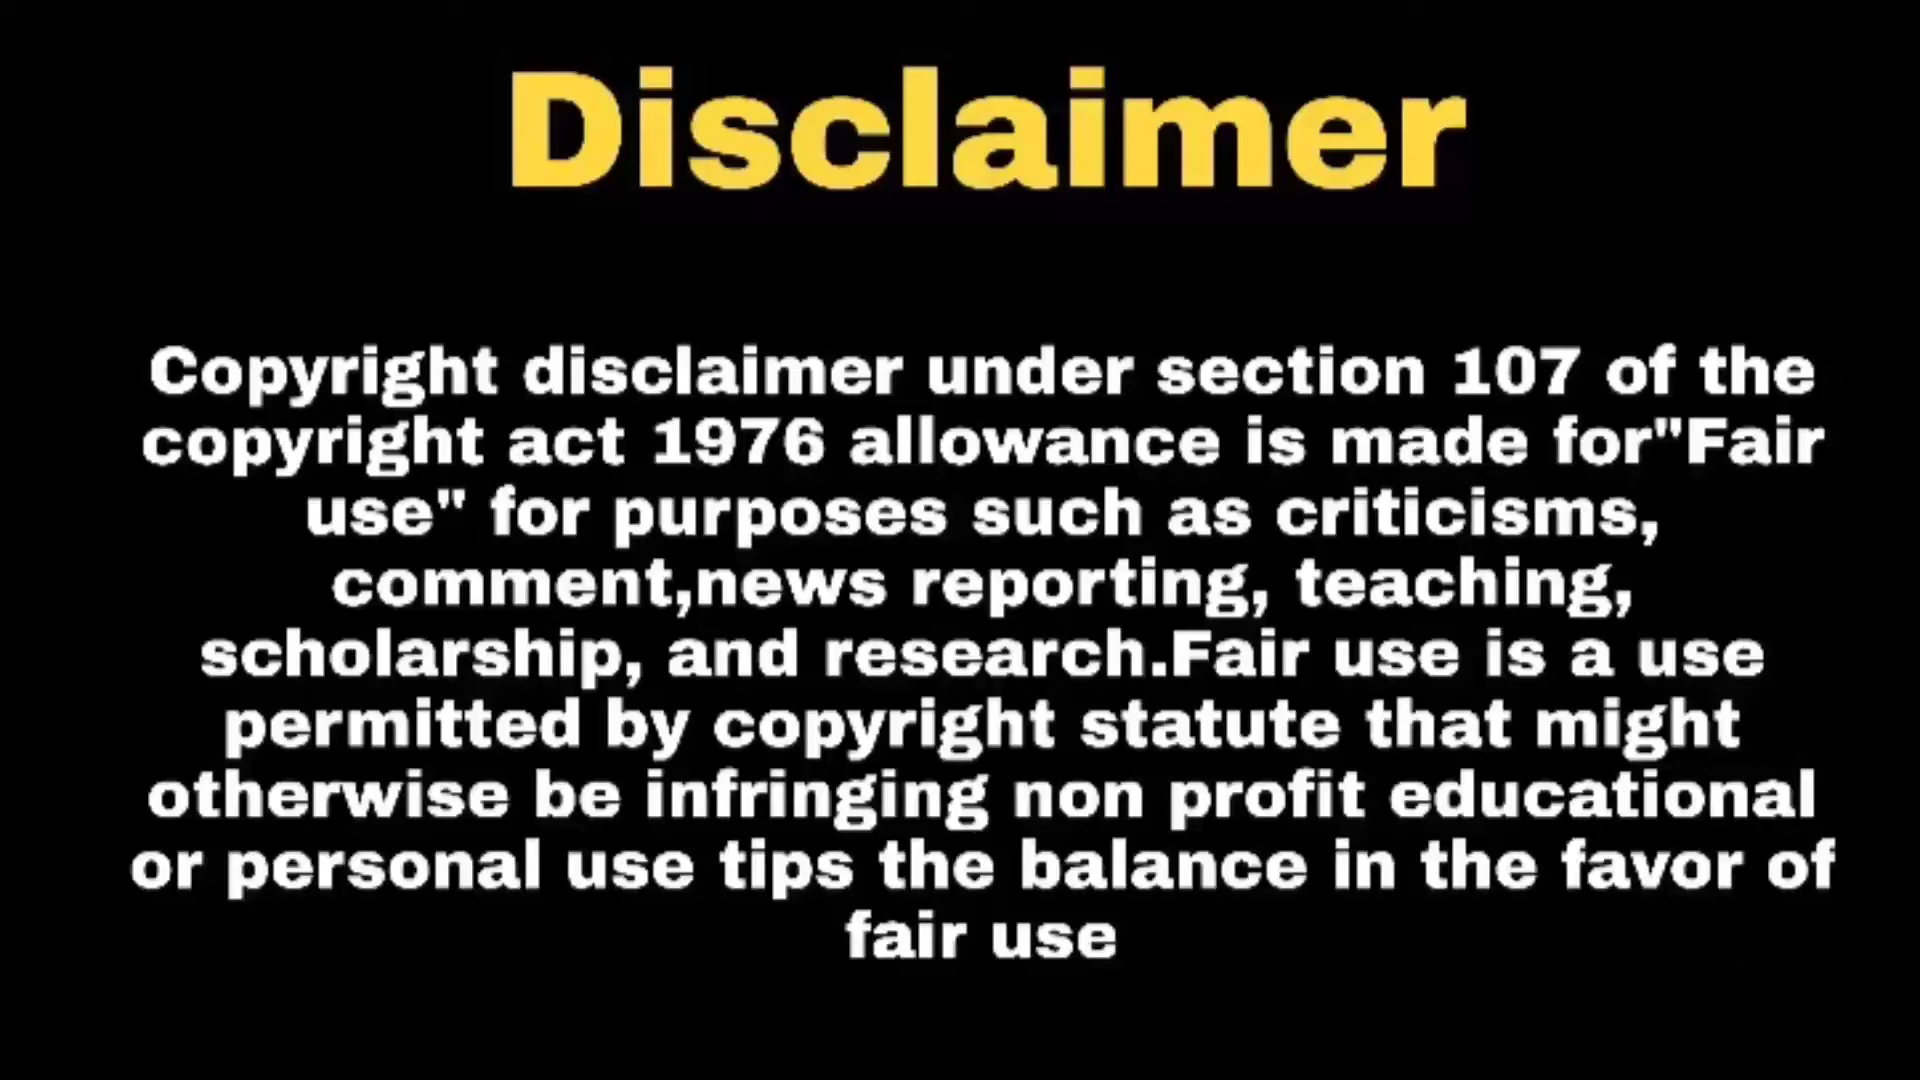 Disclaimer
Copyright disclaimer under section 107 of the
copyright act 1976 allowance is made for"Fair
use" for purposes such as criticisms,
comment,news reporting, teaching,
scholarship, and research.Fair use is a use
permitted by copyright statute that might
otherwise be infringing non profit educational
or personal use tips the balance in the favor of
fair use